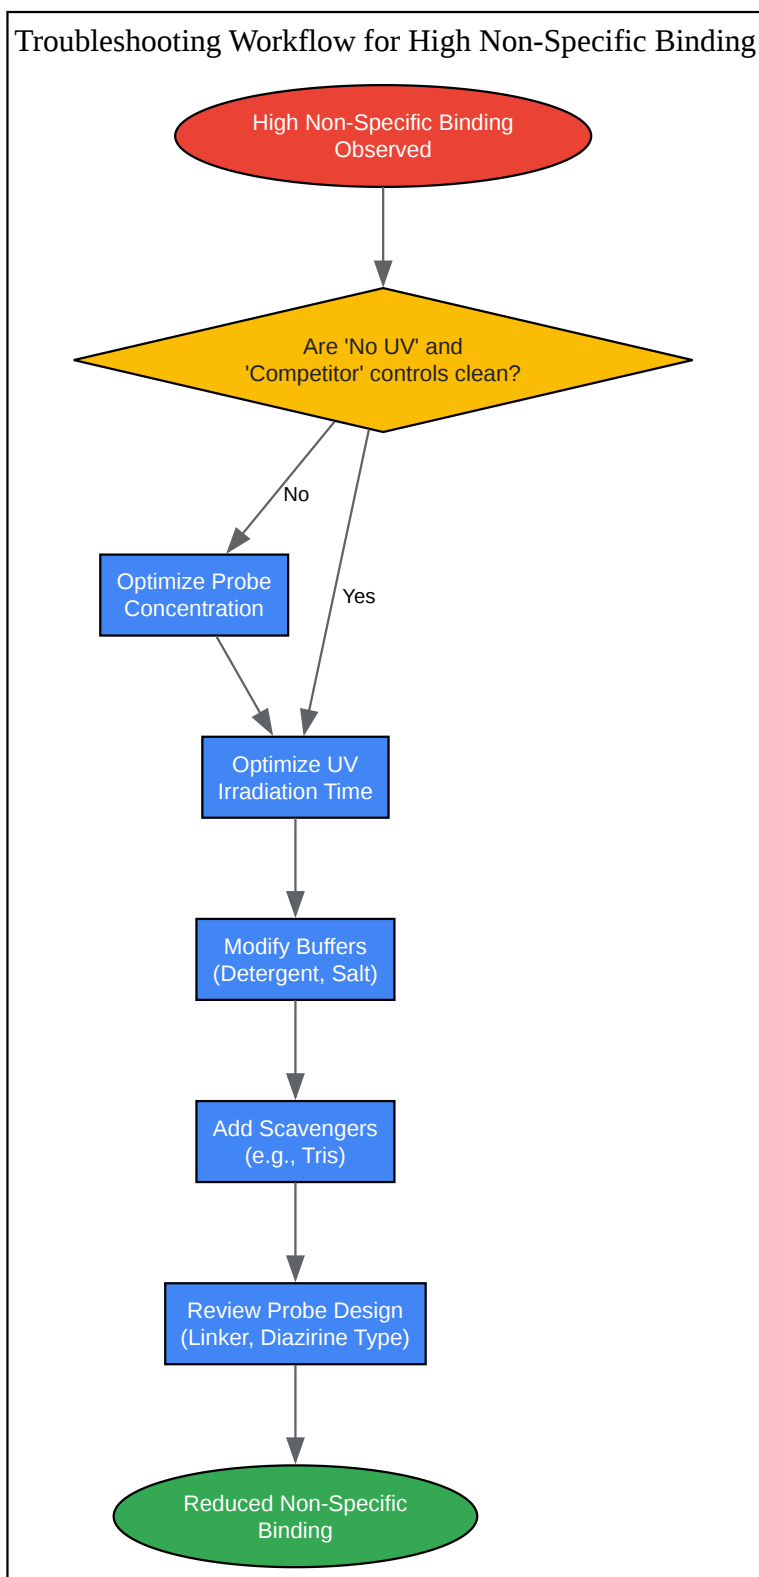 Troubleshooting Workflow for High Non-Specific Binding
High Non-Specific Binding
Observed
Are 'No UV' and
'Competitor' controls clean?
No
Optimize Probe
Concentration
Yes
Optimize UV
Irradiation Time
Modify Buffers
(Detergent, Salt)
Add Scavengers
(e.g., Tris)
Review Probe Design
(Linker, Diazirine Type)
Reduced Non-Specific
Binding